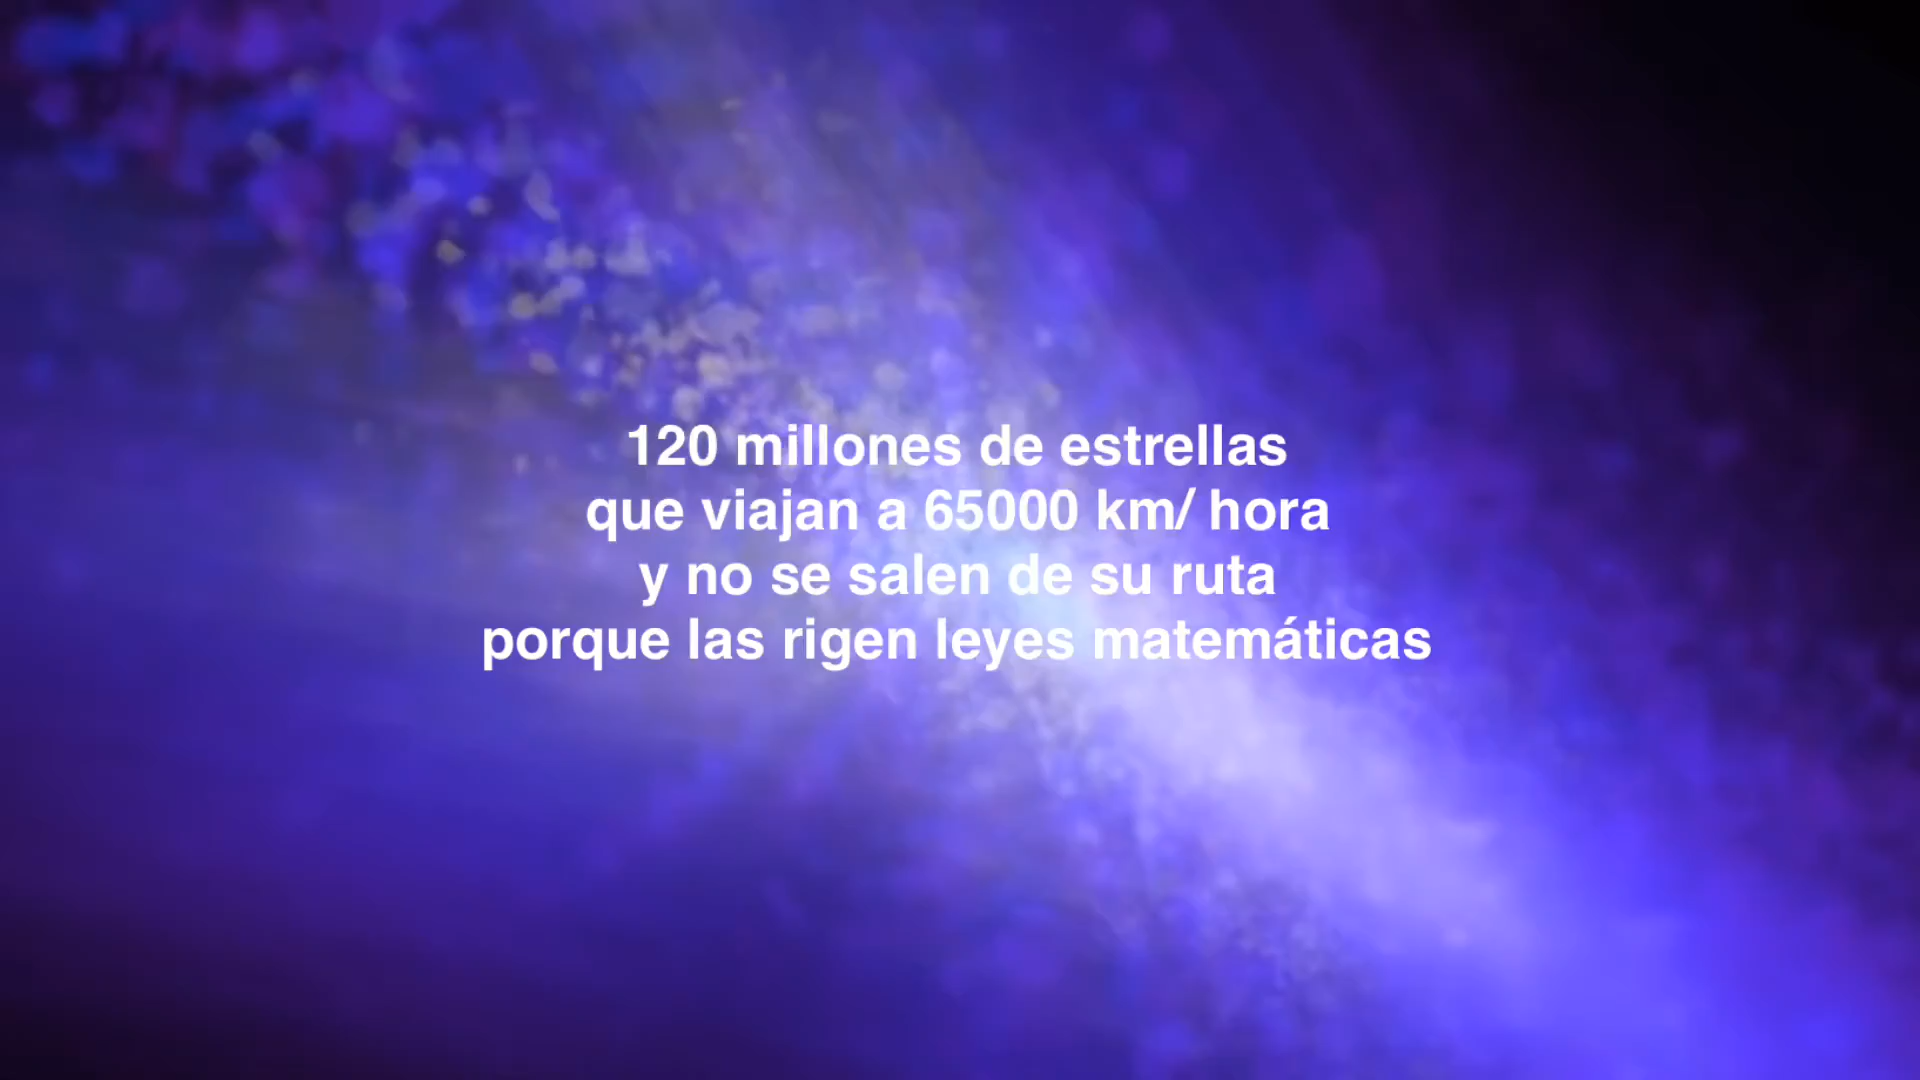 120 millones de estrellas
que viajan a 65000 km/ hora
y no se salen de su ruta
porque las rigen leyes matemáticas